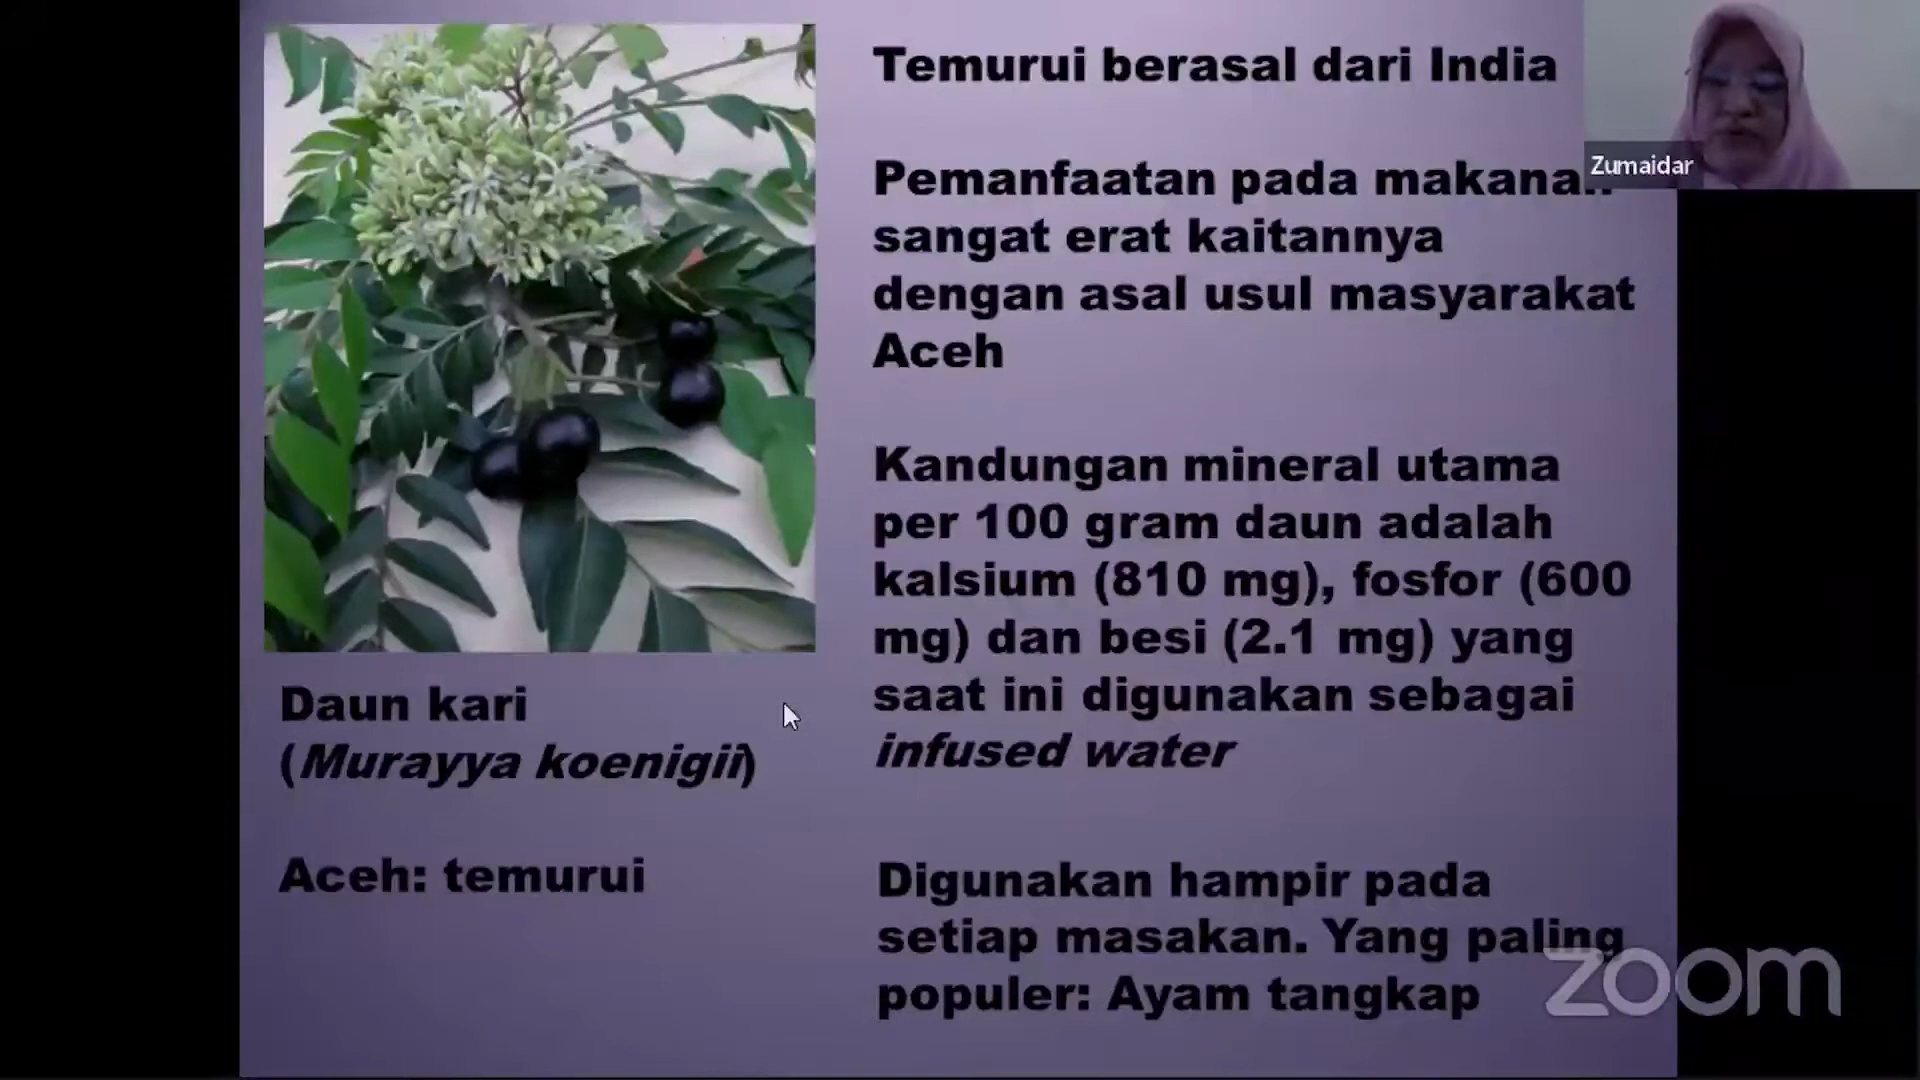 Temurui berasal dari India
Zumaidar
Pemanfaatan pada makanan
sangat erat kaitannya
dengan asal usul masyarakat
Aceh
Kandungan mineral utama
per 100 gram daun adalah
kalsium (810 mg), fosfor (600
mg) dan besi (2.1 mg) yang
saat ini digunakan sebagai
infused water
Daun kari
(Murayya koenigii)
Aceh: temurui
Digunakan hampir pada
setiap masakan. Yang paling
populer: Ayam tangkap
zoom